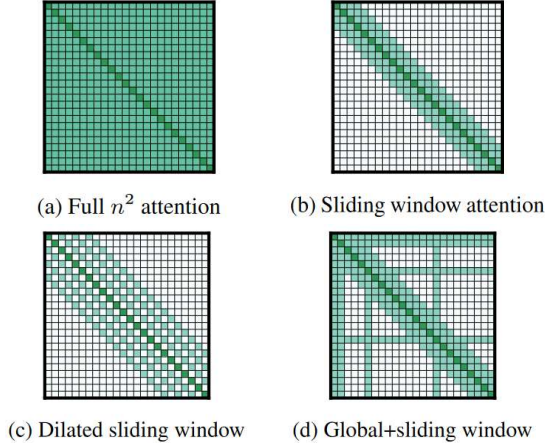 (a) Full n² attention
(b) Sliding window attention
(c) Dilated sliding window
(d) Global+sliding window